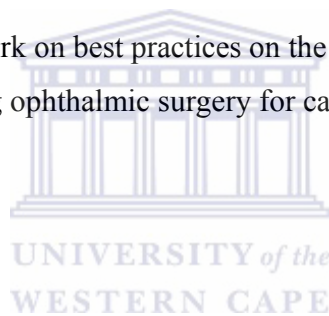 rk on best practices on the
ophthalmic surgery for ca
UNIVERSITY of the
WESTERN CAPE